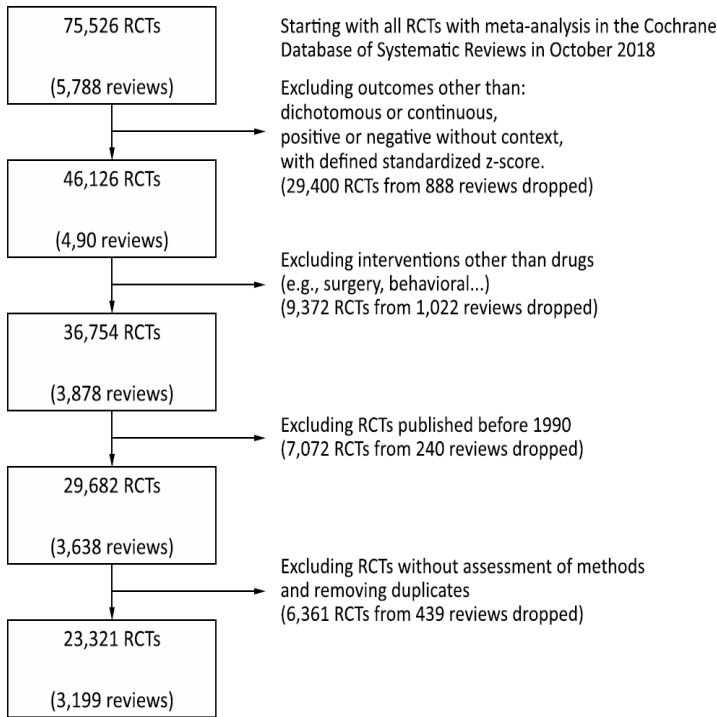 75,526 RCTs
(5,788 reviews)
Starting with all RCTs with meta-analysis in the Cochrane
Database of Systematic Reviews in October 2018
Excluding outcomes other than:
dichotomous or continuous,
positive or negative without context,
with defined standardized z-score.
(29,400 RCTs from 888 reviews dropped)
46,126 RCTs
(4,90 reviews)
Excluding interventions other than drugs
(e.g., surgery, behavioral...)
(9,372 RCTs from 1,022 reviews dropped)
36,754 RCTs
(3,878 reviews)
Excluding RCTs published before 1990
(7,072 RCTs from 240 reviews dropped)
29,682 RCTs
(3,638 reviews)
Excluding RCTs without assessment of methods
and removing duplicates
(6,361 RCTs from 439 reviews dropped)
23,321 RCTs
(3,199 reviews)